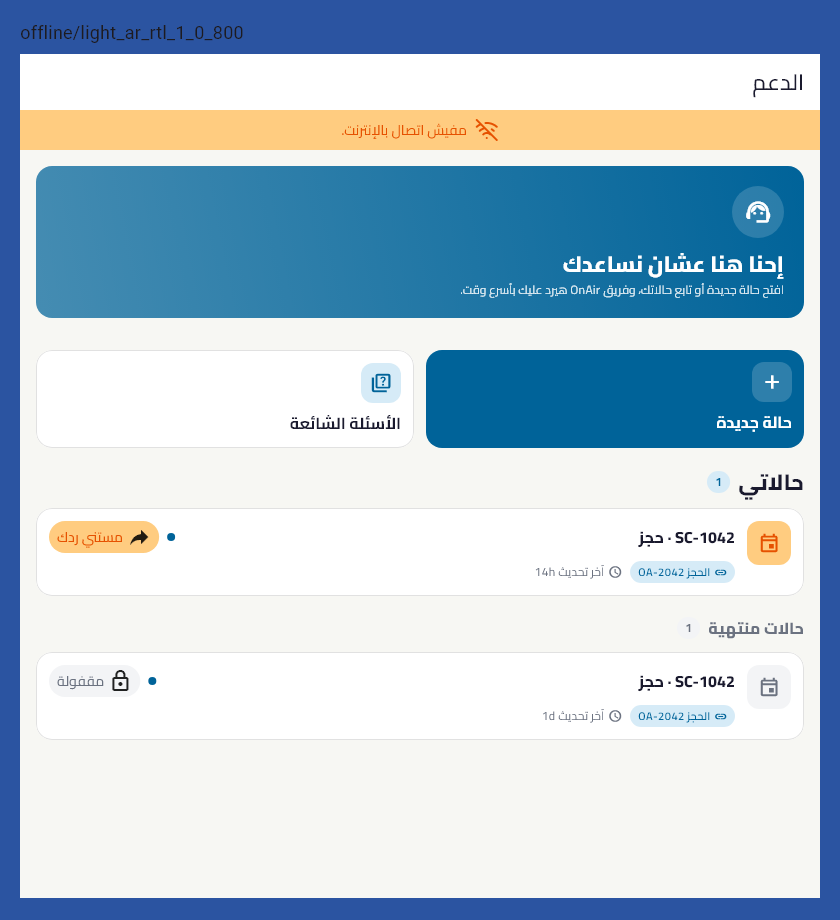 offline/light_ar_rtl_1_0_800
الدعم
مفيش اتصال بالإنترنت.
إحنا هنا عشان نساعدك
افتح حالة جديدة أو تابع حالاتك، وفريق OnAir هيرد عليك بأسرع وقت.
حالة جديدة
الأسئلة الشائعة
حالاتي 1
SC-1042 · حجز
مستني ردك
الحجز OA-2042
آخر تحديث 14h
حالات منتهية 1
SC-1042 · حجز
مقفولة
الحجز OA-2042
آخر تحديث 1d